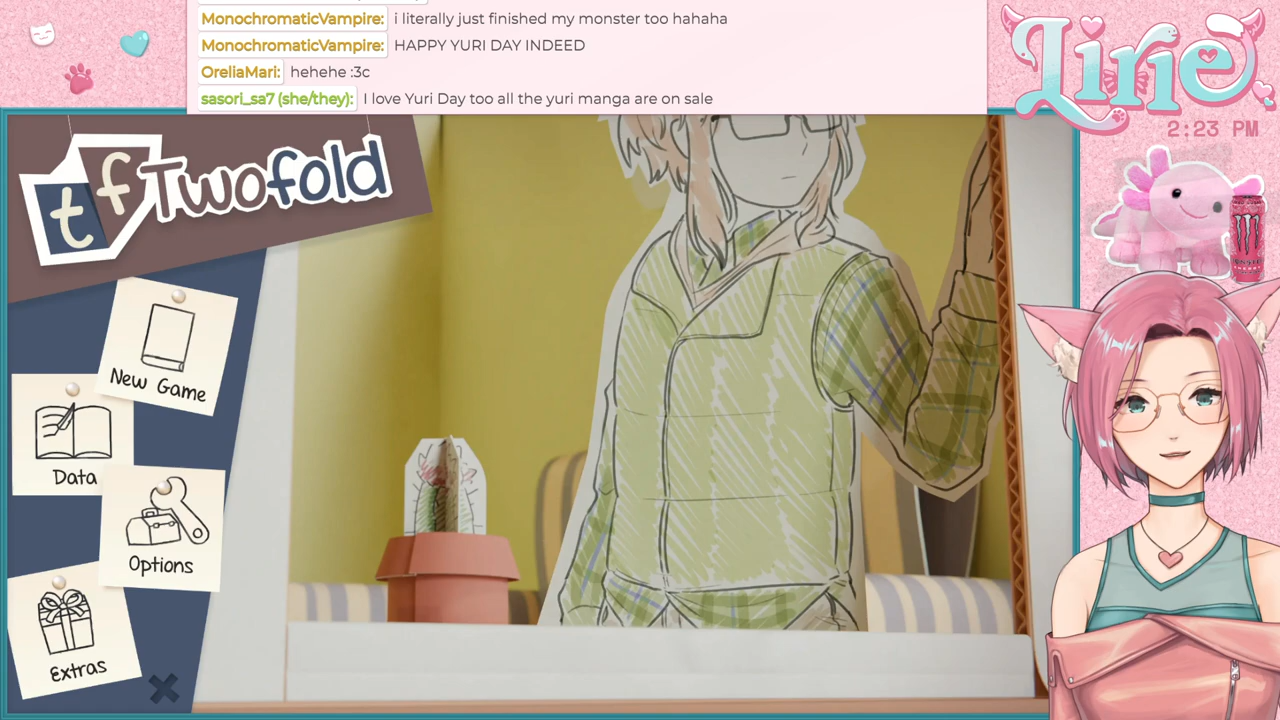 MonochromaticVampire: i literally just finished my monster too hahaha
MonochromaticVampire: HAPPY YURI DAY INDEED
OreliaMari: hehehe :3c
sasori_sa7 (she/they): I love Yuri Day too all the yuri manga are on sale
Lirie
2:23 PM
tf Twofold
New Game
Data
Options
Extras